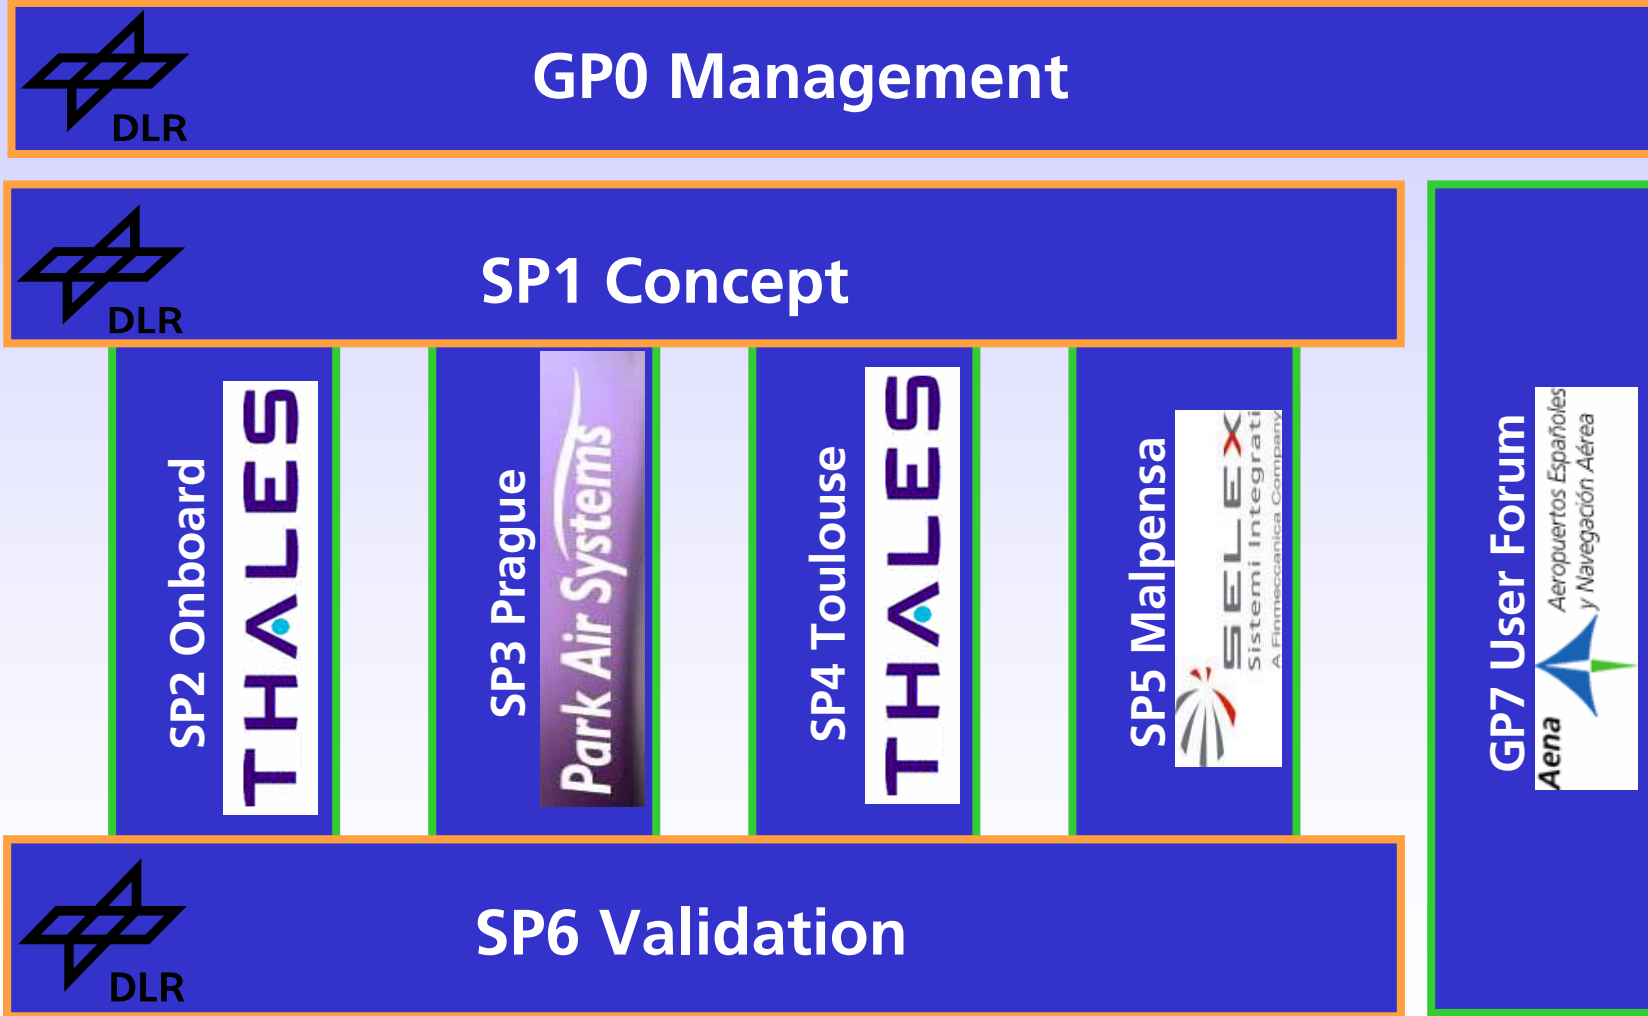 DLR
GP0 Management
DLR
SP1 Concept
SP2 Onboard
THALES
SP3 Prague
Park Air Systems
SP4 Toulouse
THALES
SP5 Malpensa
SELEX
Sistemi Integrati
A Finmeccanica Company
GP7 User Forum
Aena
Aeropuertos Españoles
y Navegación Aérea
DLR
SP6 Validation